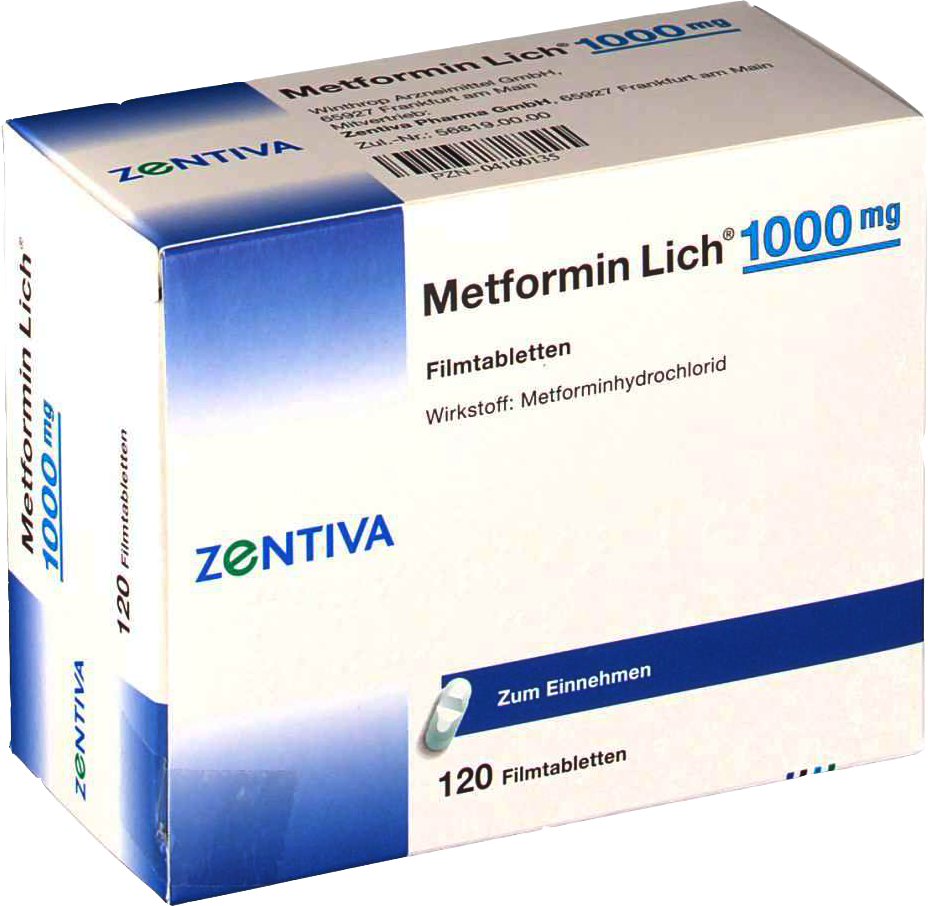 Metformin Lich® 1000 mg
Winthrop Arzneimittel GmbH,
65927 Frankfurt am Main
Mitvertrieb:
Zentiva Pharma GmbH, 65927 Frankfurt am Main
Zul.-Nr.: 56819.00.00
PZN-04100135
ZENTIVA
Metformin Lich® 1000 mg
Filmtabletten
Wirkstoff: Metforminhydrochlorid
ZENTIVA
Zum Einnehmen
120 Filmtabletten
Metformin Lich®
1000 mg
120 Filmtabletten
ZENTIVA